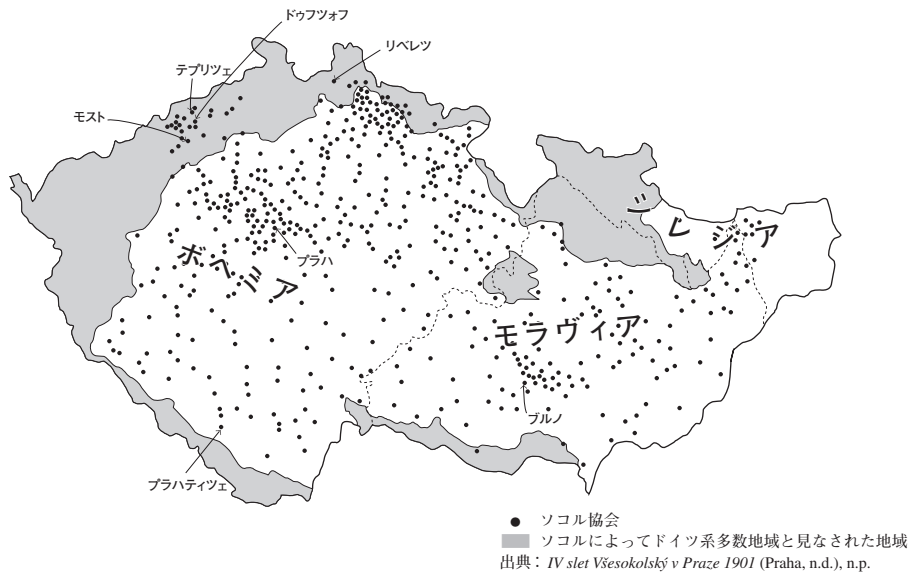 ドゥフツォフ
リベレツ
テプリツェ
モスト
シレジア
プラハ
ボヘミア
モラヴィア
ブルノ
プラハティツェ
● ソコル協会
ソコルによってドイツ系多数地域と見なされた地域
出典：IV slet Všesokolský v Praze 1901 (Praha, n.d.), n.p.